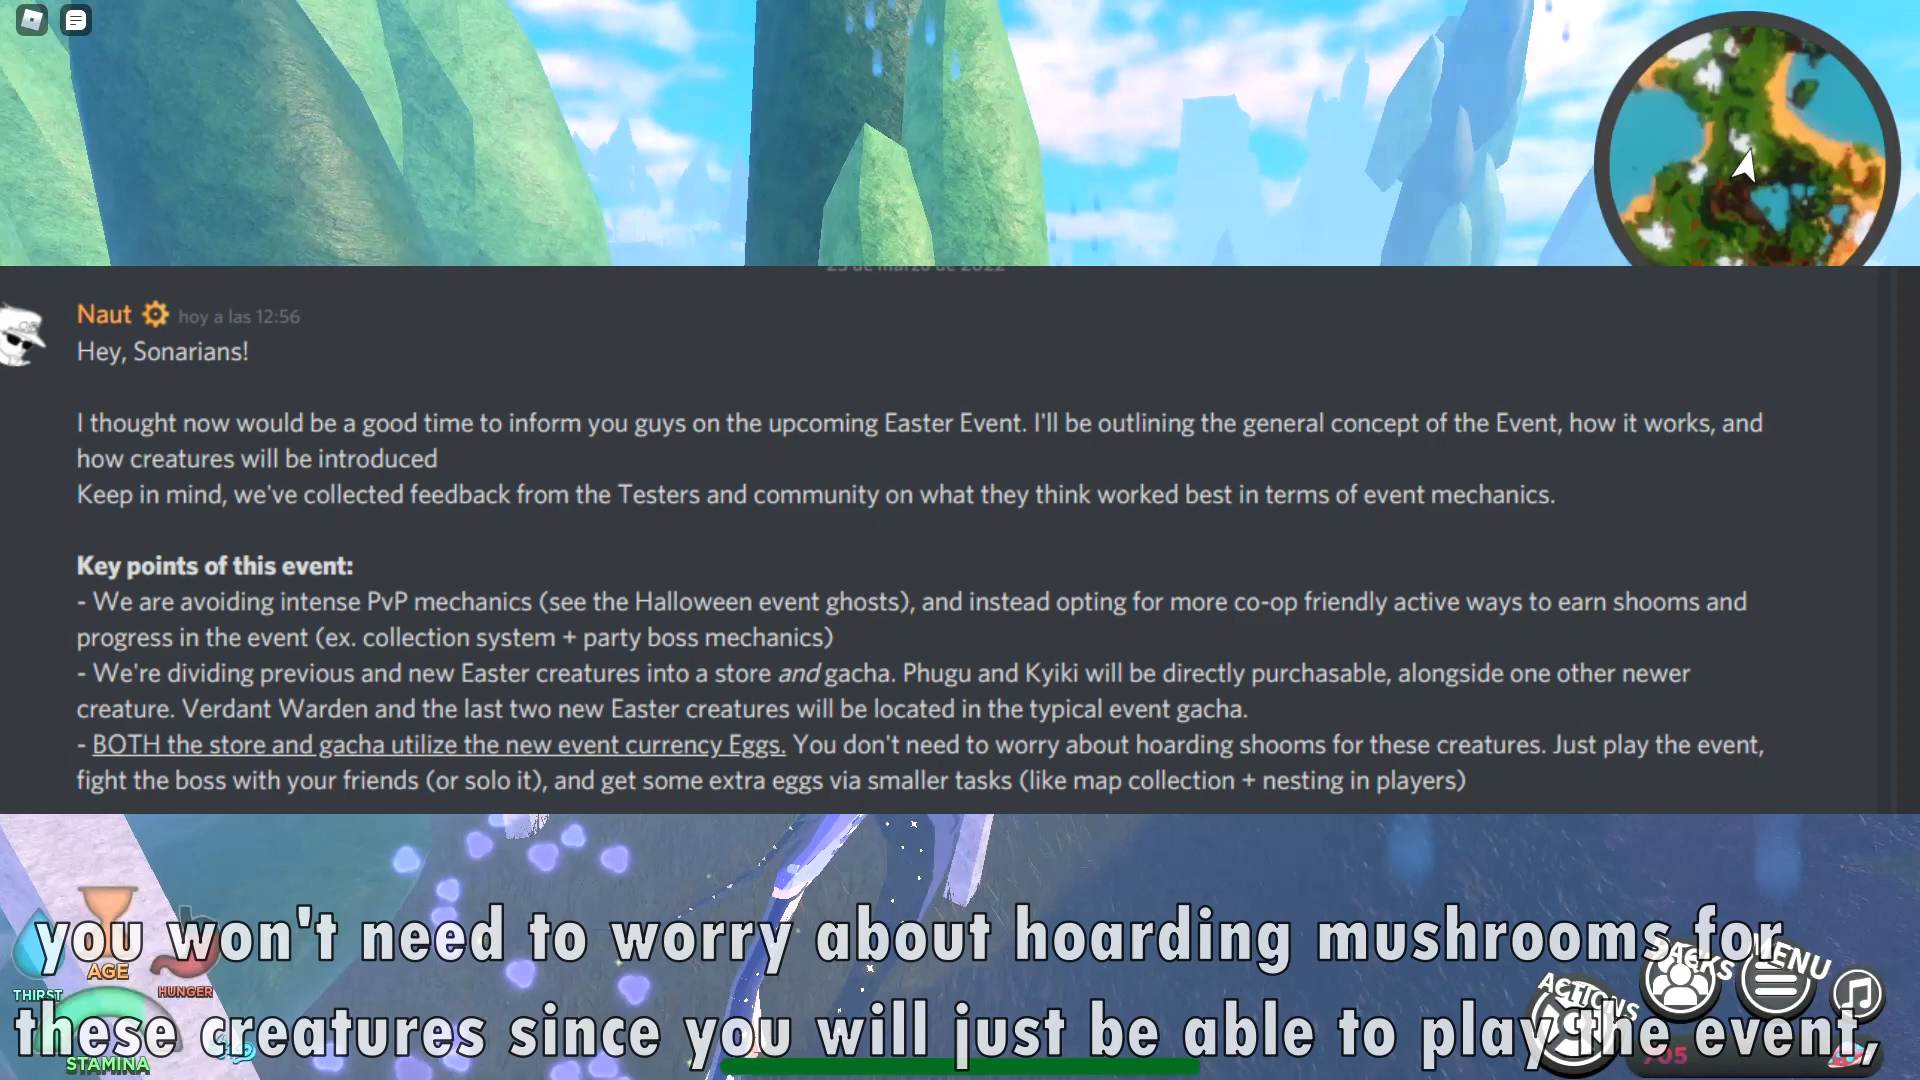 25 de marzo de 2022
Naut hoy a las 12:56
Hey, Sonarians!
I thought now would be a good time to inform you guys on the upcoming Easter Event. I'll be outlining the general concept of the Event, how it works, and
how creatures will be introduced
Keep in mind, we've collected feedback from the Testers and community on what they think worked best in terms of event mechanics.
Key points of this event:
- We are avoiding intense PvP mechanics (see the Halloween event ghosts), and instead opting for more co-op friendly active ways to earn shooms and
progress in the event (ex. collection system + party boss mechanics)
- We're dividing previous and new Easter creatures into a store and gacha. Phugu and Kyiki will be directly purchasable, alongside one other newer
creature. Verdant Warden and the last two new Easter creatures will be located in the typical event gacha.
- BOTH the store and gacha utilize the new event currency Eggs. You don't need to worry about hoarding shooms for these creatures. Just play the event,
fight the boss with your friends (or solo it), and get some extra eggs via smaller tasks (like map collection + nesting in players)
you won't need to worry about hoarding mushrooms for
these creatures since you will just be able to play the event,
AGE
THIRST
HUNGER
STAMINA
ACTIONS
PACKS
MENU